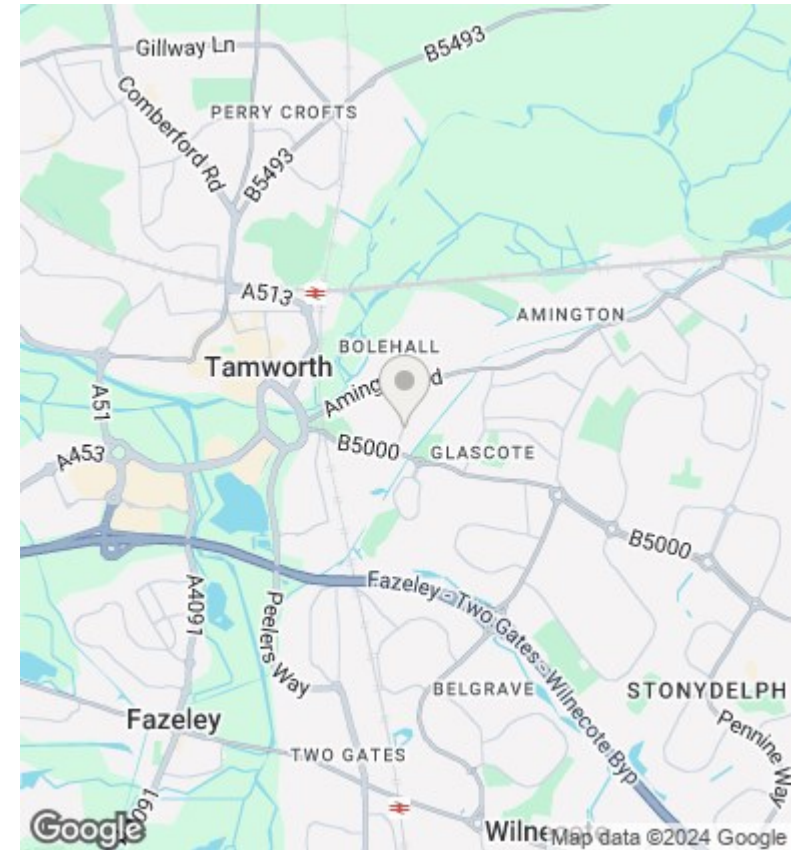 B5493
Gillway Ln
PERRY CROFTS
Comberford Rd
B5493
A513
AMINGTON
BOLEHALL
Tamworth
A51
B5000
GLASCOTE
A453
B5000
A4091
Fazeley - Two Gates - Wilnecote Byp
Peelers Way
BELGRAVE
STONYDELPH
Fazeley
Pennine Way
TWO GATES
Google
Map data ©2024 Google